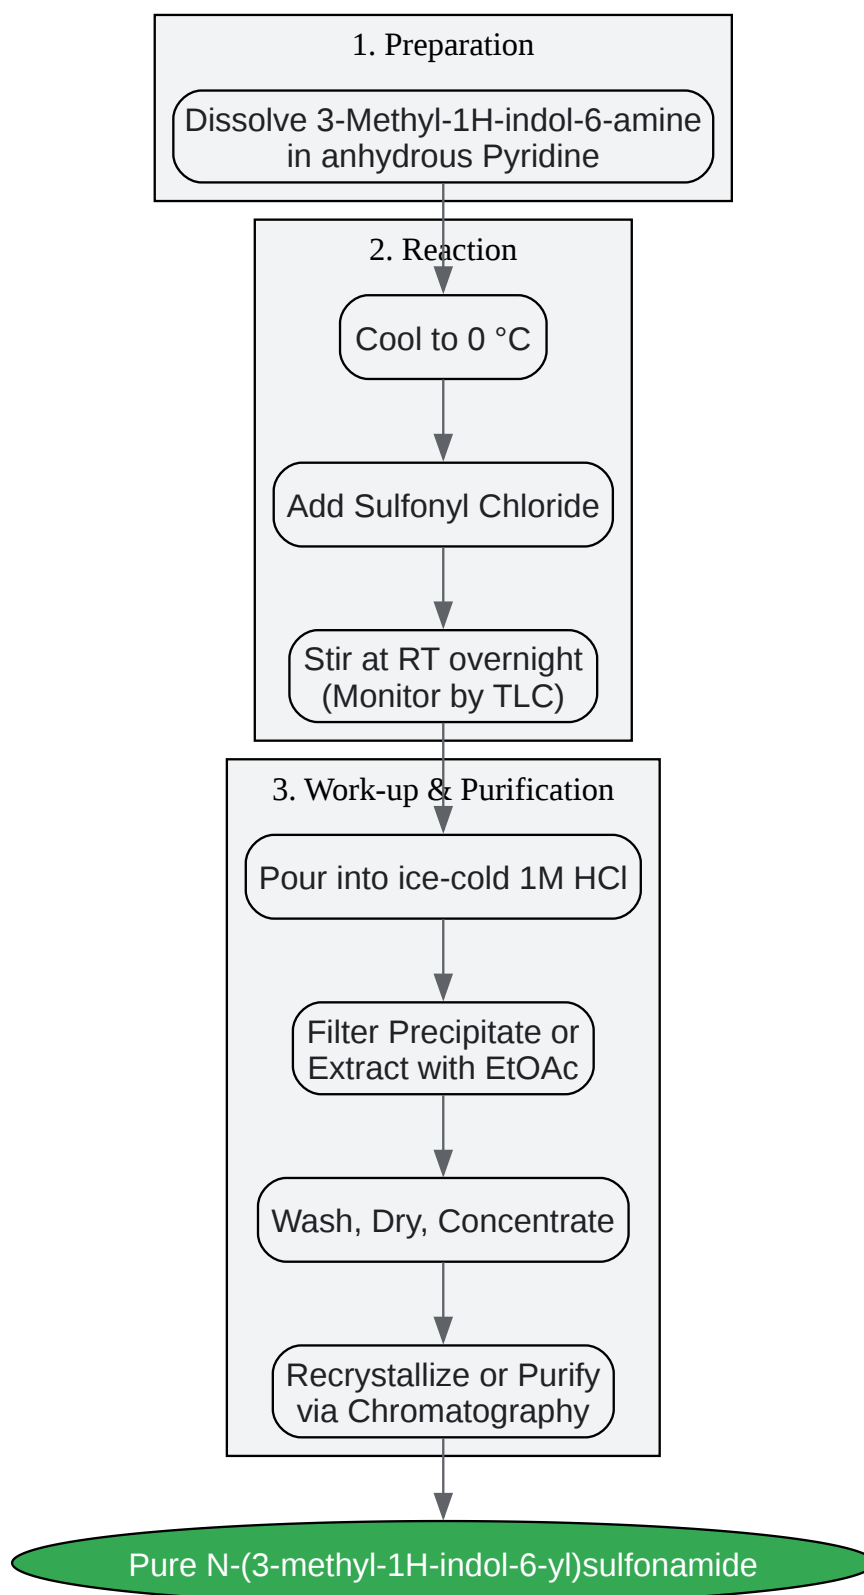 1. Preparation
Dissolve 3-Methyl-1H-indol-6-amine
in anhydrous Pyridine
2. Reaction
Cool to 0 °C
Add Sulfonyl Chloride
Stir at RT overnight
(Monitor by TLC)
3. Work-up & Purification
Pour into ice-cold 1M HCl
Filter Precipitate or
Extract with EtOAc
Wash, Dry, Concentrate
Recrystallize or Purify
via Chromatography
Pure N-(3-methyl-1H-indol-6-yl)sulfonamide